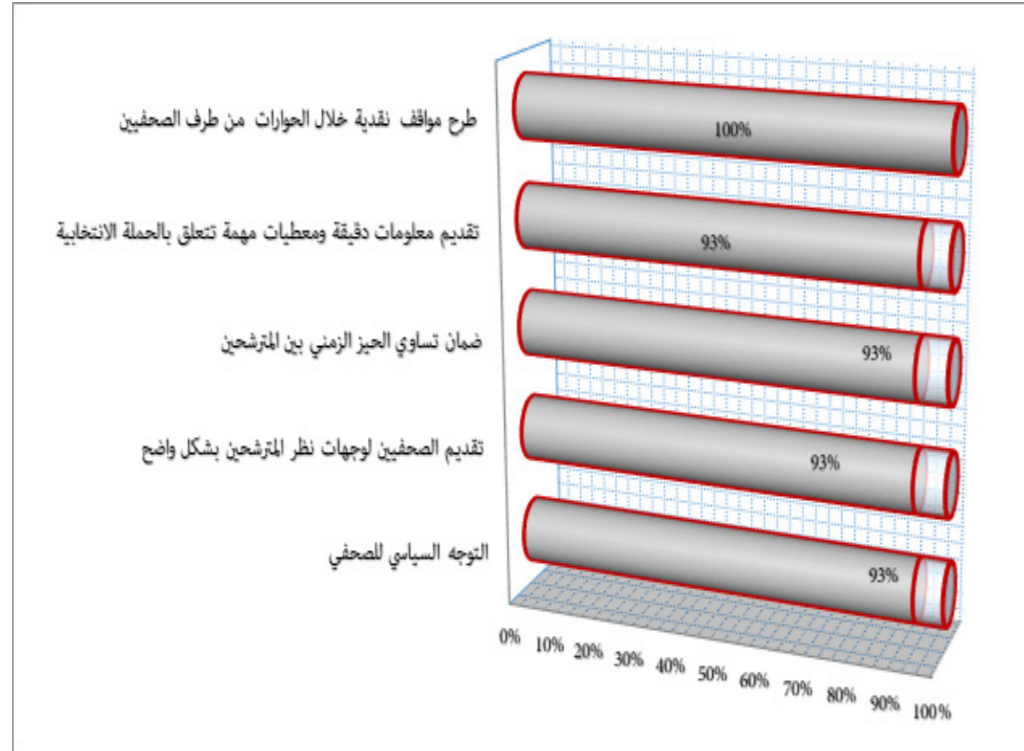 طرح مواقف نقدية خلال الحوارات من طرف الصحفيين
100%
تقديم معلومات دقيقة ومعطيات مهمة تتعلق بالحملة الانتخابية
93%
ضمان تساوي الحيز الزمني بين المترشحين
93%
تقديم الصحفيين لوجهات نظر المترشحين بشكل واضح
93%
التوجه السياسي للصحفي
93%
0% 10% 20% 30% 40% 50% 60% 70% 80% 90% 100%